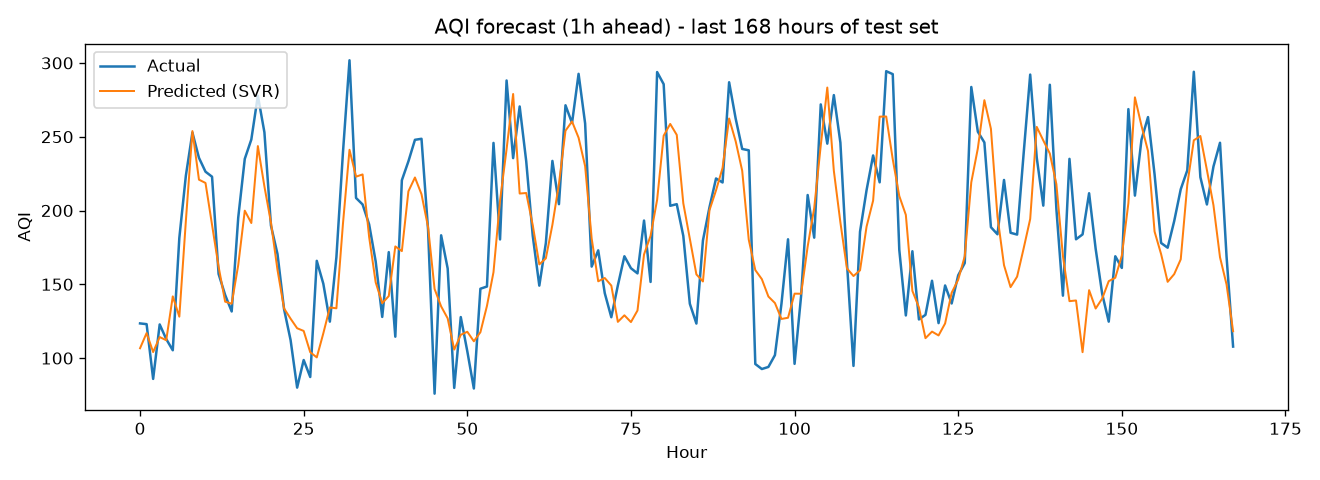 AQI forecast (1h ahead) - last 168 hours of test set
Actual
Predicted (SVR)
300
250
200
150
100
AQI
0 25 50 75 100 125 150 175
Hour